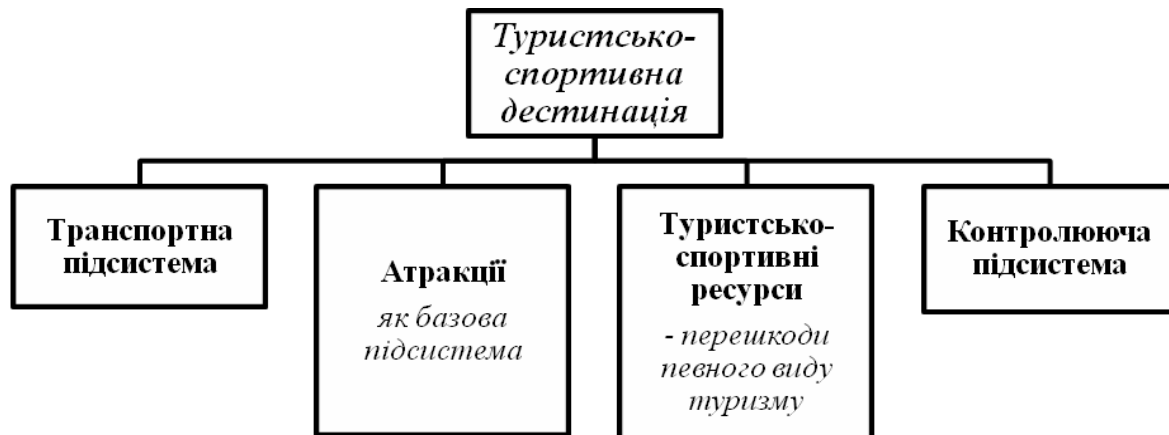 Туристсько-
спортивна
дестинація
Транспортна
підсистема
Атракції
як базова
підсистема
Туристсько-
спортивні
ресурси
- перешкоди
певного виду
туризму
Контролююча
підсистема